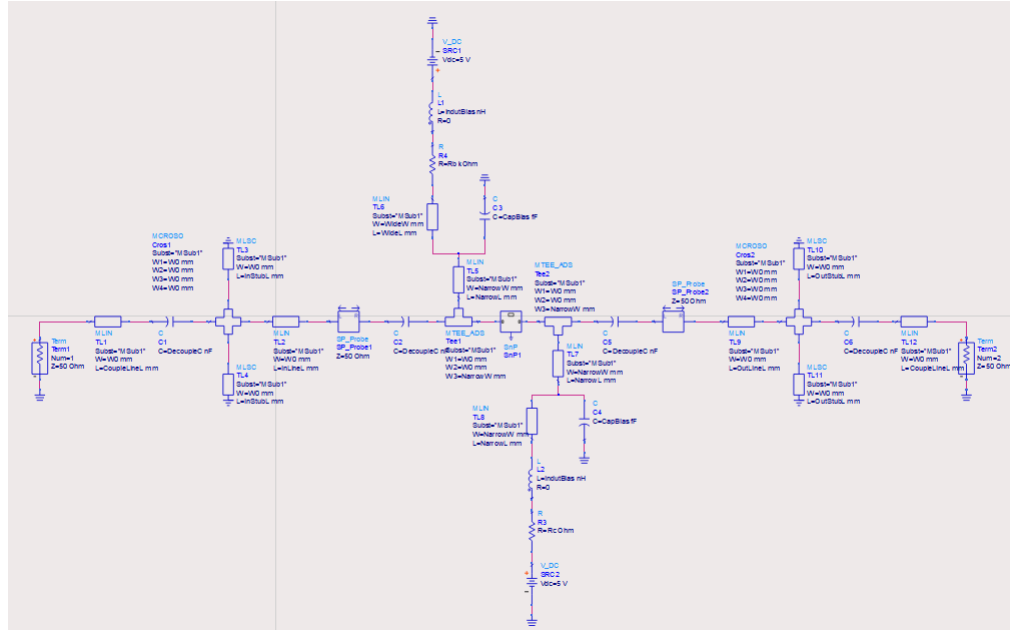 V_DC
SRC1
Vdc=5 V
L
L1
L=IndutBias nH
R=0
R
R4
R=Rb kOhm
MLIN
TL6
Subst="MSub1"
W=WideW mm
L=WideL mm
C
C3
C=CapBias fF
MLIN
TL5
Subst="MSub1"
W=NarrowW mm
L=NarrowL mm
MTEE_ADS
Tee2
Subst="MSub1"
W1=W0 mm
W2=W0 mm
W3=NarrowW mm
MCROSO
Cros1
Subst="MSub1"
W1=W0 mm
W2=W0 mm
W3=W0 mm
W4=W0 mm
MLSC
TL3
Subst="MSub1"
W=W0 mm
L=InStubL mm
MCROSO
Cros2
Subst="MSub1"
W1=W0 mm
W2=W0 mm
W3=W0 mm
W4=W0 mm
MLSC
TL10
Subst="MSub1"
W=W0 mm
L=OutStubL mm
SP_Probe
SP_Probe2
Z=50 Ohm
Term
Term1
Num=1
Z=50 Ohm
MLIN
TL1
Subst="MSub1"
W=W0 mm
L=CoupleLineL mm
C
C1
C=DecoupleC nF
MLSC
TL4
Subst="MSub1"
W=W0 mm
L=InStubL mm
MLIN
TL2
Subst="MSub1"
W=W0 mm
L=InLineL mm
SP_Probe
SP_Probe1
Z=50 Ohm
C
C2
C=DecoupleC nF
MTEE_ADS
Tee1
Subst="MSub1"
W1=W0 mm
W2=W0 mm
W3=NarrowW mm
SnP
SnP1
MLIN
TL7
Subst="MSub1"
W=NarrowW mm
L=NarrowL mm
C
C5
C=DecoupleC nF
MLIN
TL9
Subst="MSub1"
W=W0 mm
L=OutLineL mm
MLSC
TL11
Subst="MSub1"
W=W0 mm
L=OutStubL mm
C
C6
C=DecoupleC nF
MLIN
TL12
Subst="MSub1"
W=W0 mm
L=CoupleLineL mm
Term
Term2
Num=2
Z=50 Ohm
MLIN
TL8
Subst="MSub1"
W=NarrowW mm
L=NarrowL mm
C
C4
C=CapBias fF
L
L2
L=IndutBias nH
R=0
R
R3
R=Rc Ohm
V_DC
SRC2
Vdc=5 V